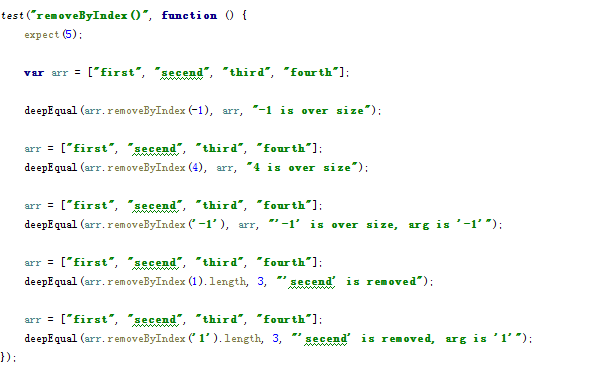 test("removeByIndex()", function () {
expect(5);
var arr = ["first", "secend", "third", "fourth"];
deepEqual(arr.removeByIndex(-1), arr, "-1 is over size");
arr = ["first", "secend", "third", "fourth"];
deepEqual(arr.removeByIndex(4), arr, "4 is over size");
arr = ["first", "secend", "third", "fourth"];
deepEqual(arr.removeByIndex('-1'), arr, "'-1' is over size, arg is '-1'");
arr = ["first", "secend", "third", "fourth"];
deepEqual(arr.removeByIndex(1).length, 3, "'secend' is removed");
arr = ["first", "secend", "third", "fourth"];
deepEqual(arr.removeByIndex('1').length, 3, "'secend' is removed, arg is '1'");
});